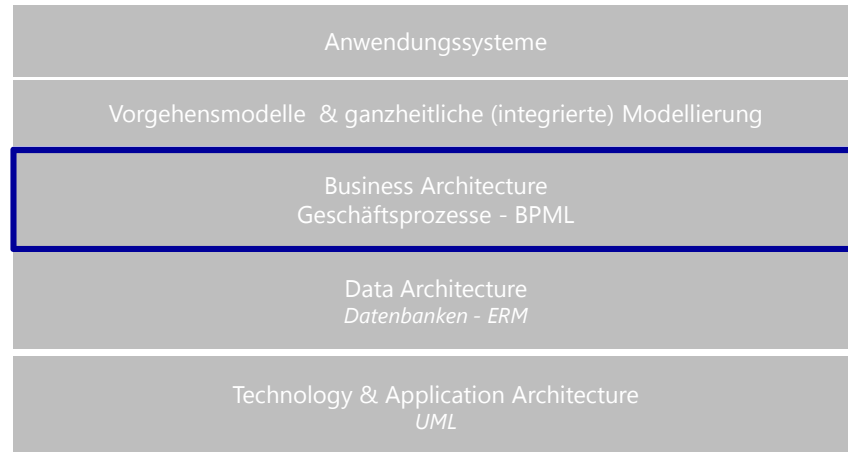 Anwendungssysteme
Vorgehensmodelle & ganzheitliche (integrierte) Modellierung
Business Architecture
Geschäftsprozesse - BPML
Data Architecture
Datenbanken - ERM
Technology & Application Architecture
UML